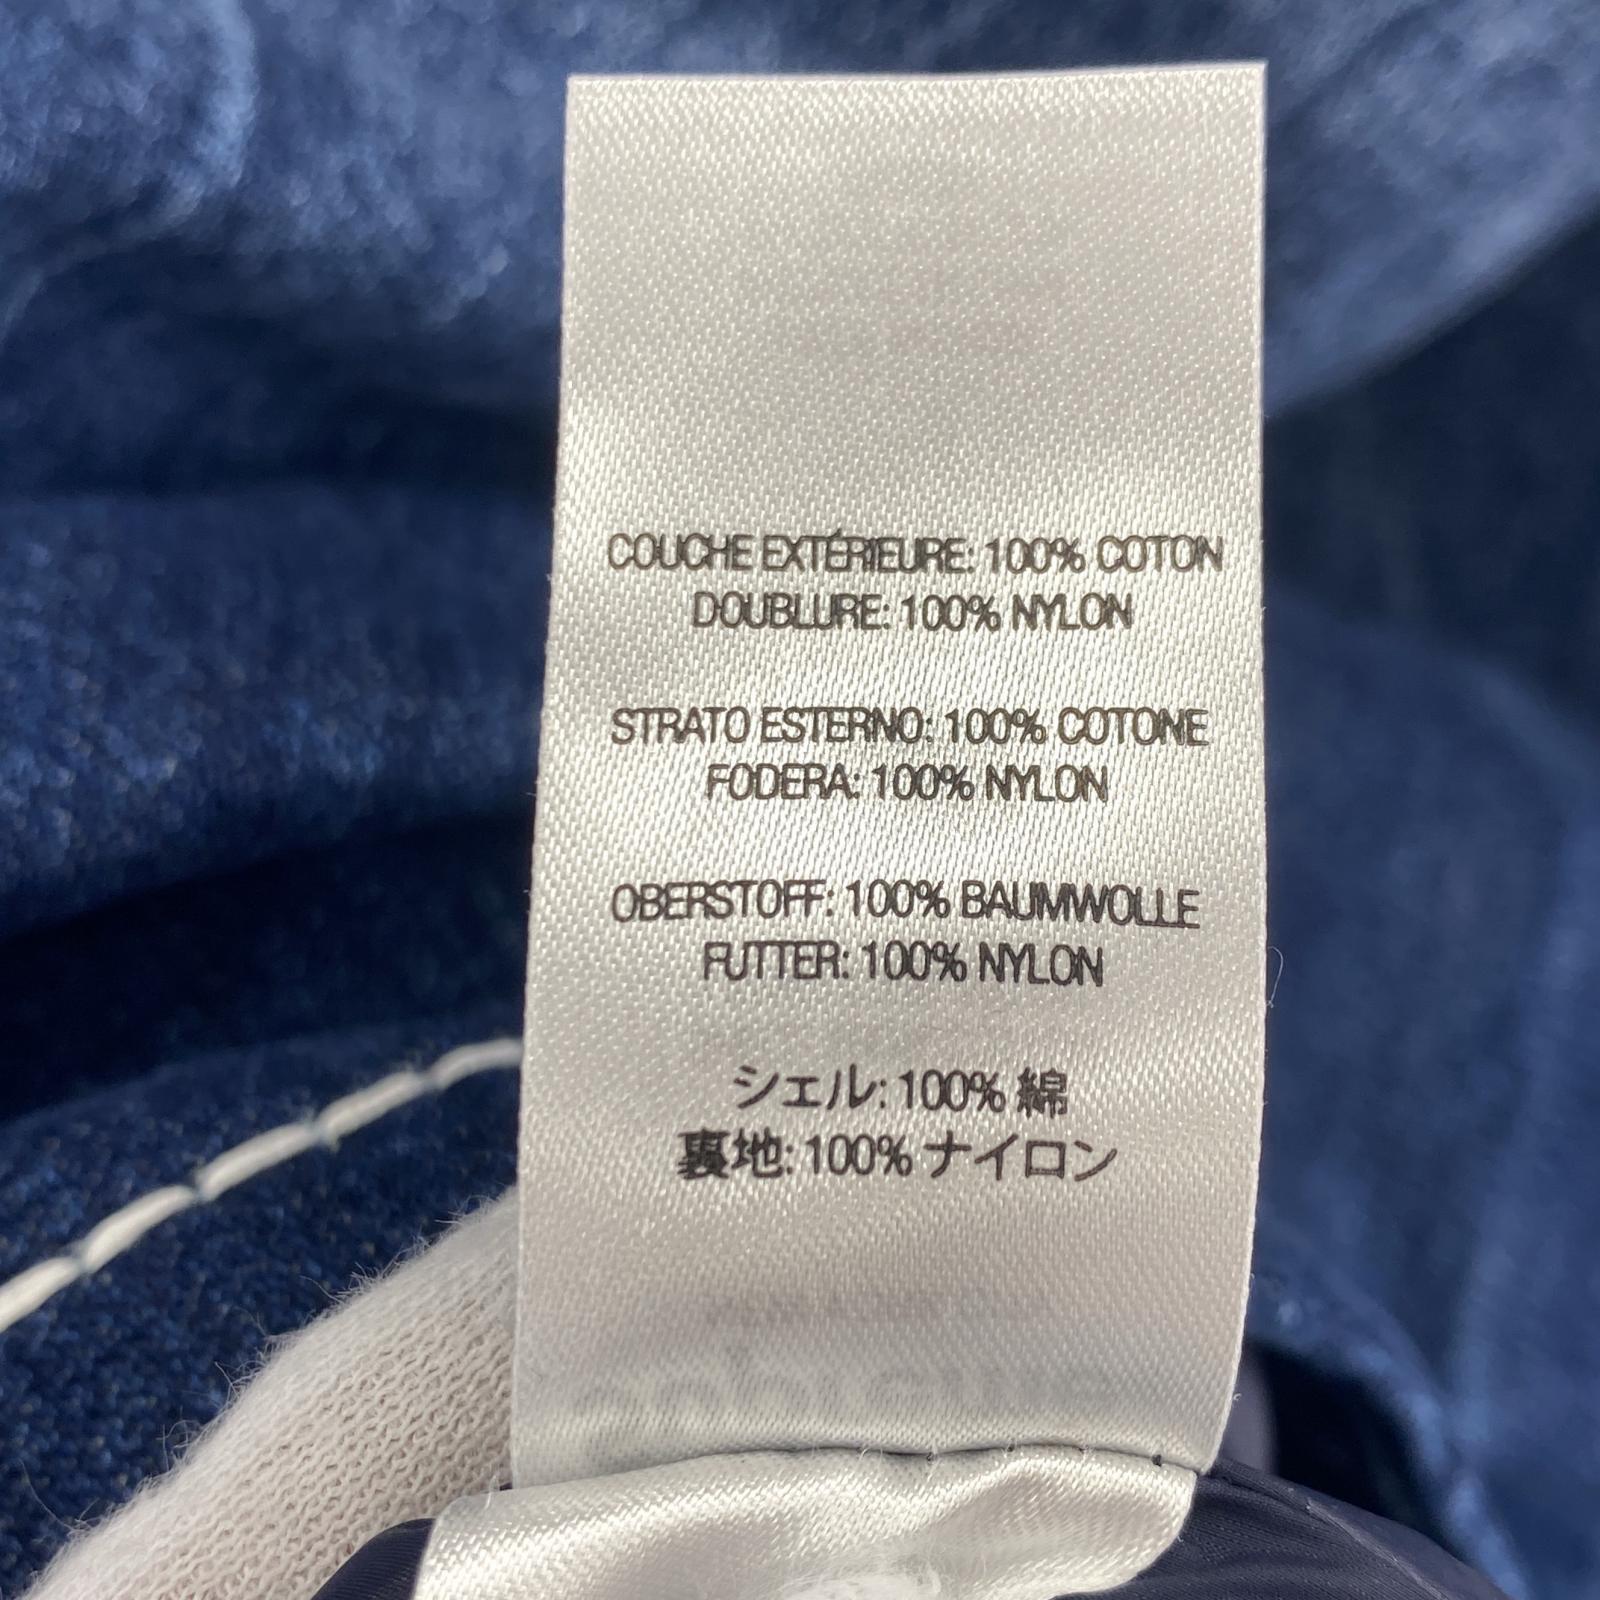 COUCHE EXTÉRIEURE: 100% COTON
DOUBLURE: 100% NYLON
STRATO ESTERNO: 100% COTONE
FODERA: 100% NYLON
OBERSTOFF: 100% BAUMWOLLE
FUTTER: 100% NYLON
シェル: 100% 綿
裏地: 100% ナイロン